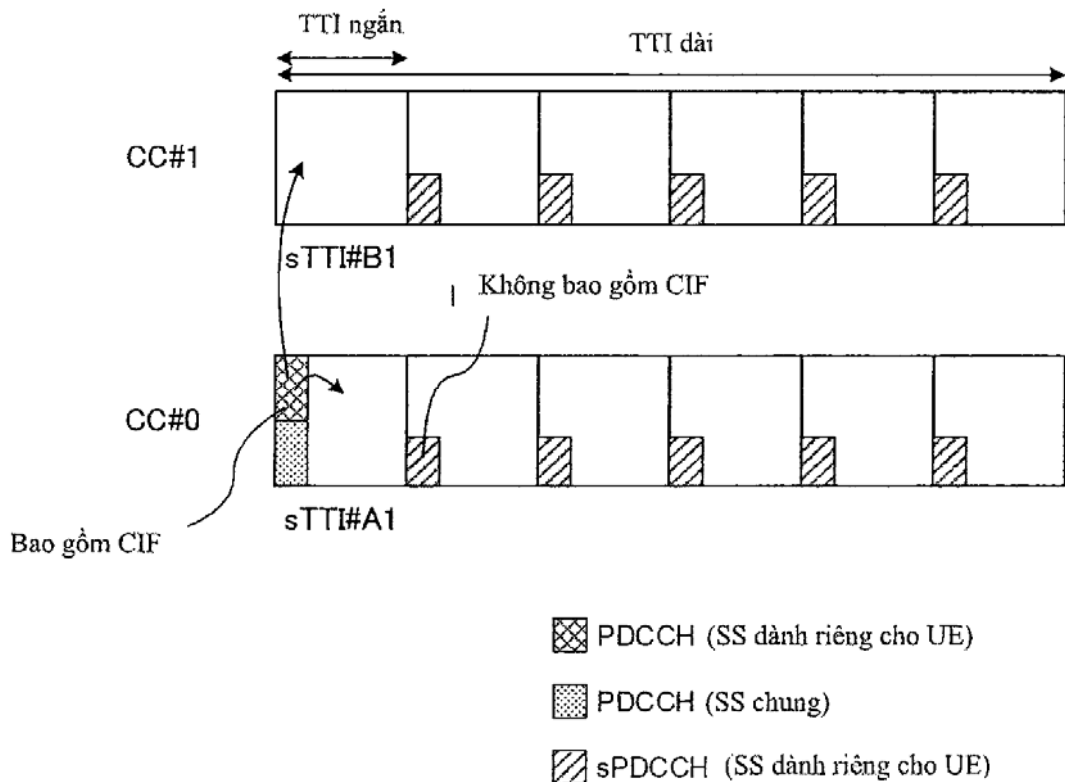 TTI ngắn
TTI dài
CC#1
sTTI#B1
Không bao gồm CIF
CC#0
sTTI#A1
Bao gồm CIF
PDCCH (SS dành riêng cho UE)
PDCCH (SS chung)
sPDCCH (SS dành riêng cho UE)